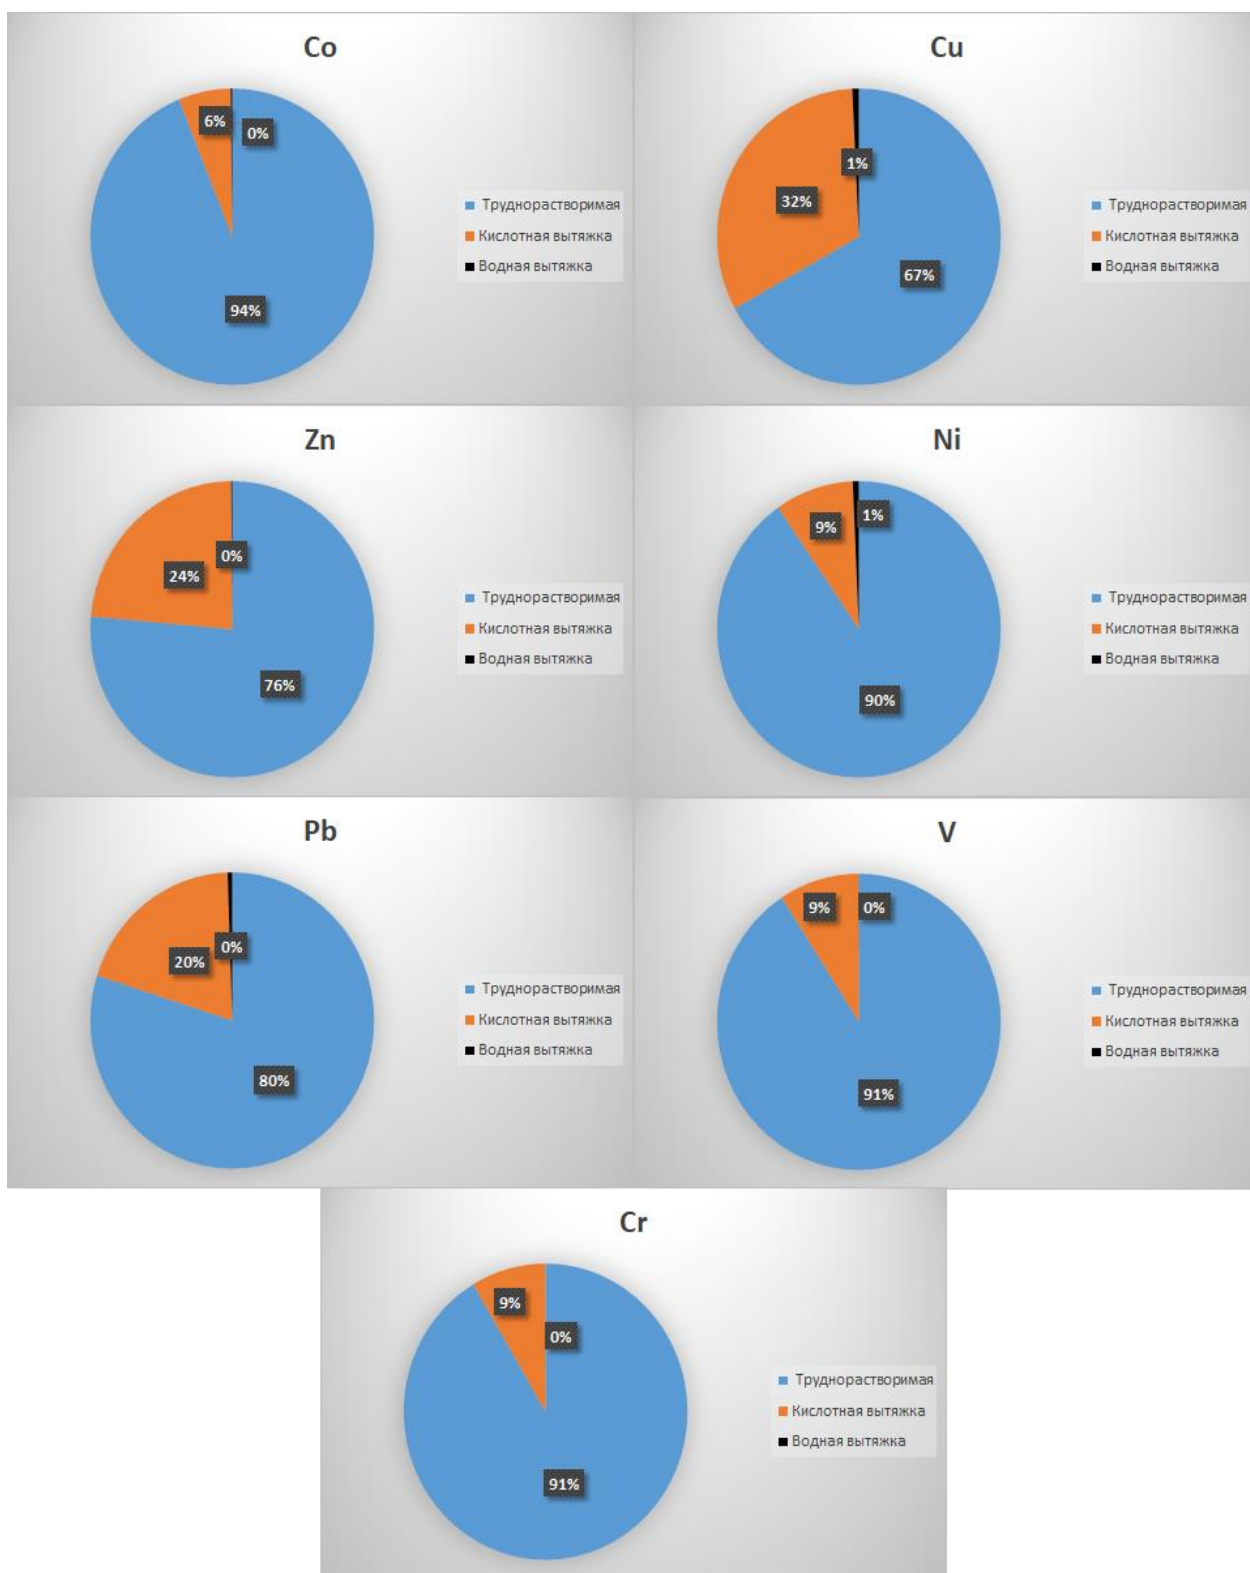 Co
6%
0%
94%
Труднорастворимая
Кислотная вытяжка
Водная вытяжка
Cu
1%
32%
67%
Труднорастворимая
Кислотная вытяжка
Водная вытяжка
Zn
0%
24%
76%
Труднорастворимая
Кислотная вытяжка
Водная вытяжка
Ni
9%
1%
90%
Труднорастворимая
Кислотная вытяжка
Водная вытяжка
Pb
0%
20%
80%
Труднорастворимая
Кислотная вытяжка
Водная вытяжка
V
9%
0%
91%
Труднорастворимая
Кислотная вытяжка
Водная вытяжка
Cr
9%
0%
91%
Труднорастворимая
Кислотная вытяжка
Водная вытяжка